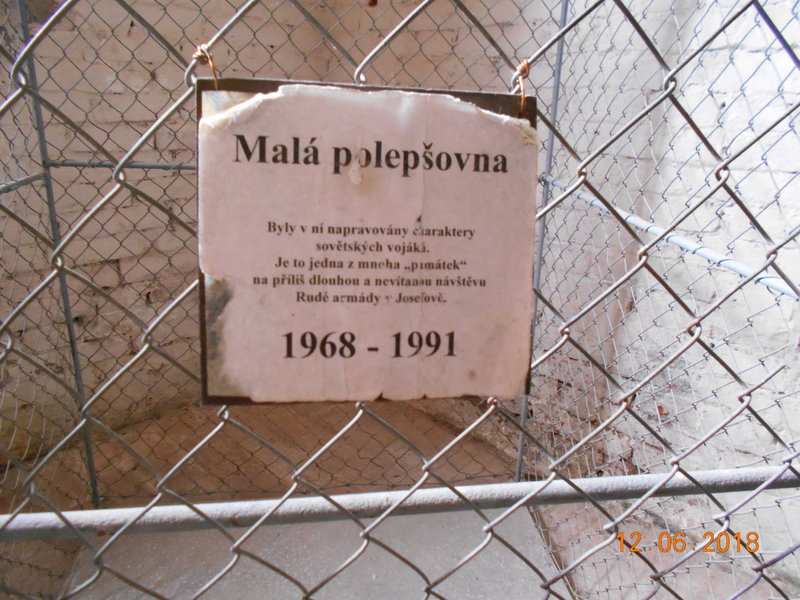 Malá polepšovna
Byly v ní napravovány charaktery
sovětských vojáků.
Je to jedna z mnoha „památek“
na příliš dlouhou a nevítanou návštěvu
Rudé armády v Josefově.
1968 - 1991
12.06.2018